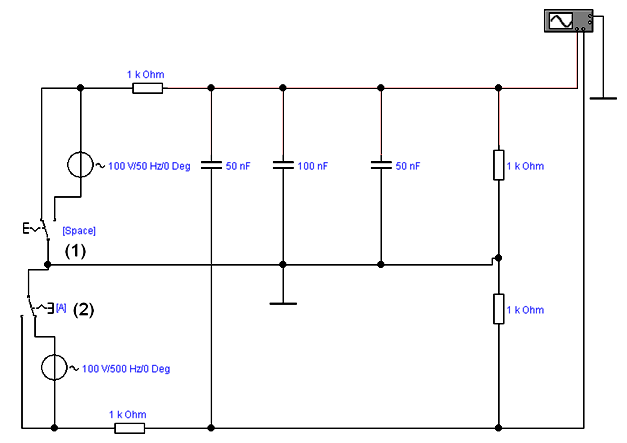 1 k Ohm
100 V/50 Hz/0 Deg
50 nF
100 nF
50 nF
1 k Ohm
[Space]
(1)
[A]
(2)
1 k Ohm
100 V/500 Hz/0 Deg
1 k Ohm